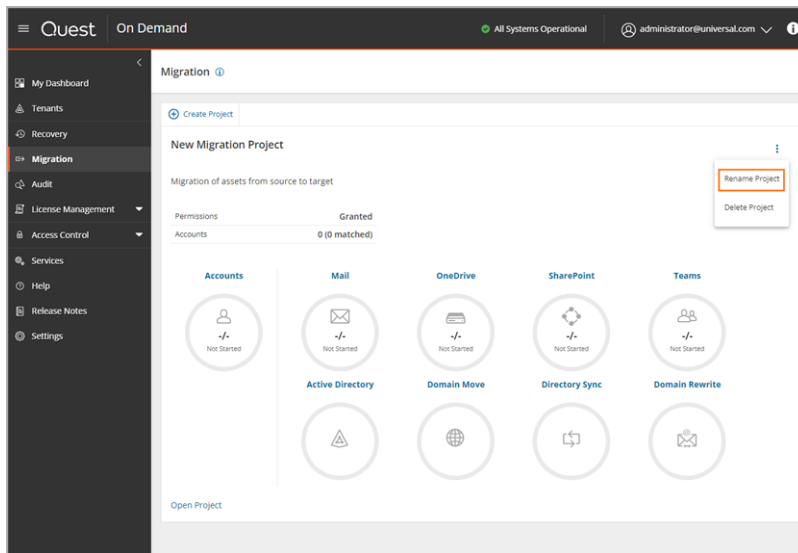 Quest On Demand
All Systems Operational
administrator@universal.com
My Dashboard
Tenants
Recovery
Migration
Audit
License Management
Access Control
Services
Help
Release Notes
Settings
Migration
Create Project
New Migration Project
Rename Project
Delete Project
Migration of assets from source to target
Permissions Granted
Accounts 0 (0 matched)
Accounts Mail OneDrive SharePoint Teams
-/- -/- -/- -/- -/-
Not Started Not Started Not Started Not Started Not Started
Active Directory Domain Move Directory Sync Domain Rewrite
Open Project